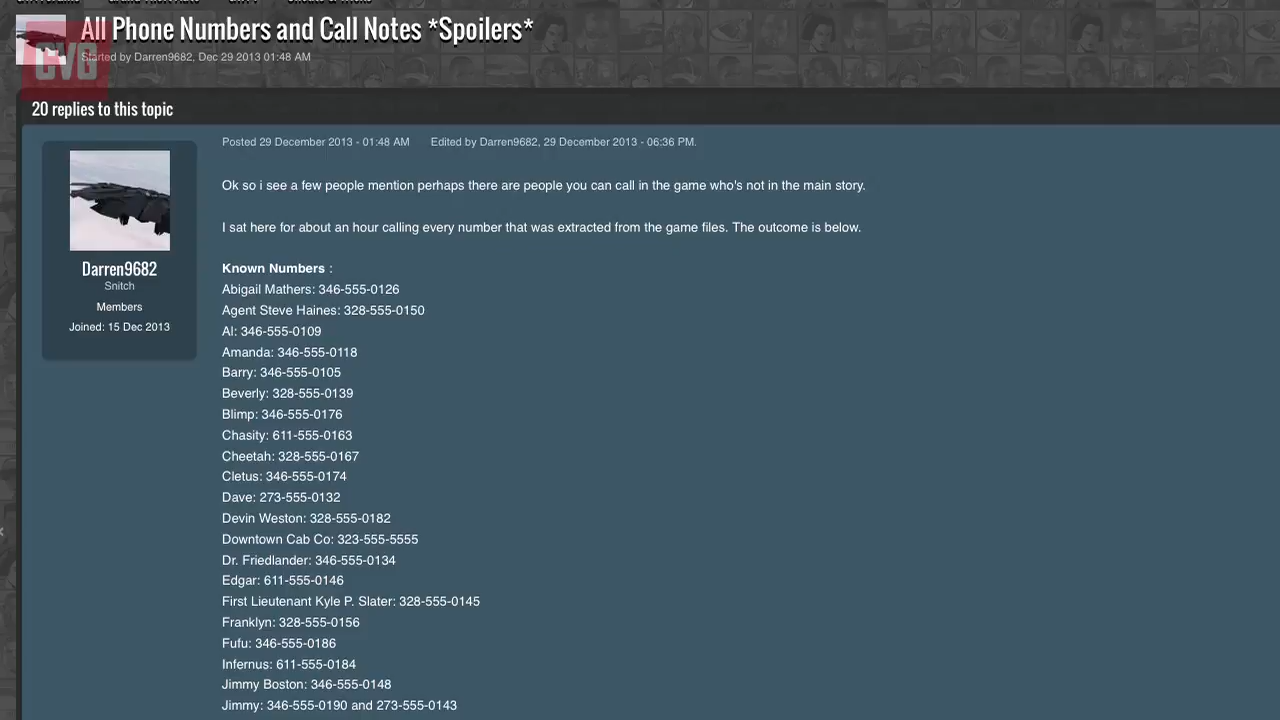 All Phone Numbers and Call Notes *Spoilers*
CVG
Started by Darren9682, Dec 29 2013 01:48 AM
20 replies to this topic
Posted 29 December 2013 - 01:48 AM Edited by Darren9682, 29 December 2013 - 06:36 PM.
Ok so i see a few people mention perhaps there are people you can call in the game who's not in the main story.
I sat here for about an hour calling every number that was extracted from the game files. The outcome is below.
Darren9682
Snitch
Members
Joined: 15 Dec 2013
Known Numbers :
Abigail Mathers: 346-555-0126
Agent Steve Haines: 328-555-0150
Al: 346-555-0109
Amanda: 346-555-0118
Barry: 346-555-0105
Beverly: 328-555-0139
Blimp: 346-555-0176
Chasity: 611-555-0163
Cheetah: 328-555-0167
Cletus: 346-555-0174
Dave: 273-555-0132
Devin Weston: 328-555-0182
Downtown Cab Co: 323-555-5555
Dr. Friedlander: 346-555-0134
Edgar: 611-555-0146
First Lieutenant Kyle P. Slater: 328-555-0145
Franklyn: 328-555-0156
Fufu: 346-555-0186
Infernus: 611-555-0184
Jimmy Boston: 346-555-0148
Jimmy: 346-555-0190 and 273-555-0143